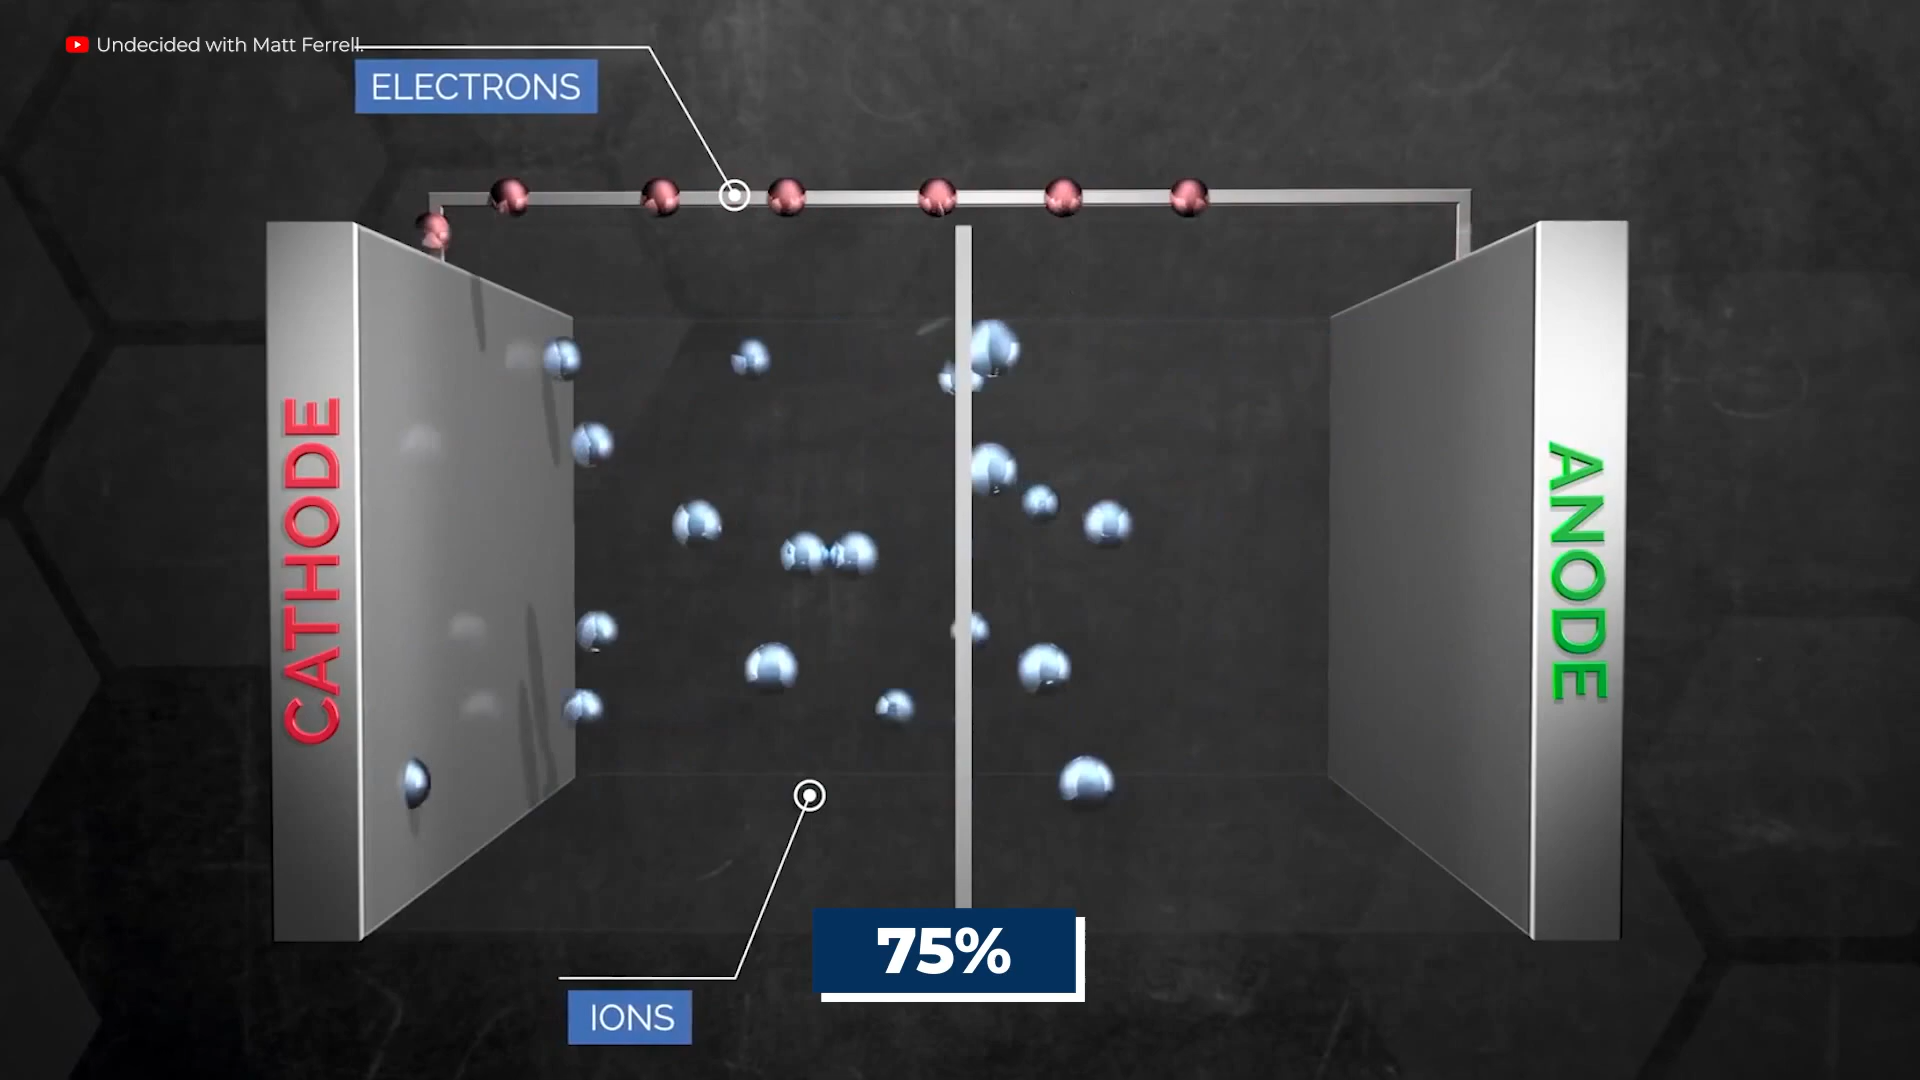 Undecided with Matt Ferrell.
ELECTRONS
CATHODE
ANODE
75%
IONS